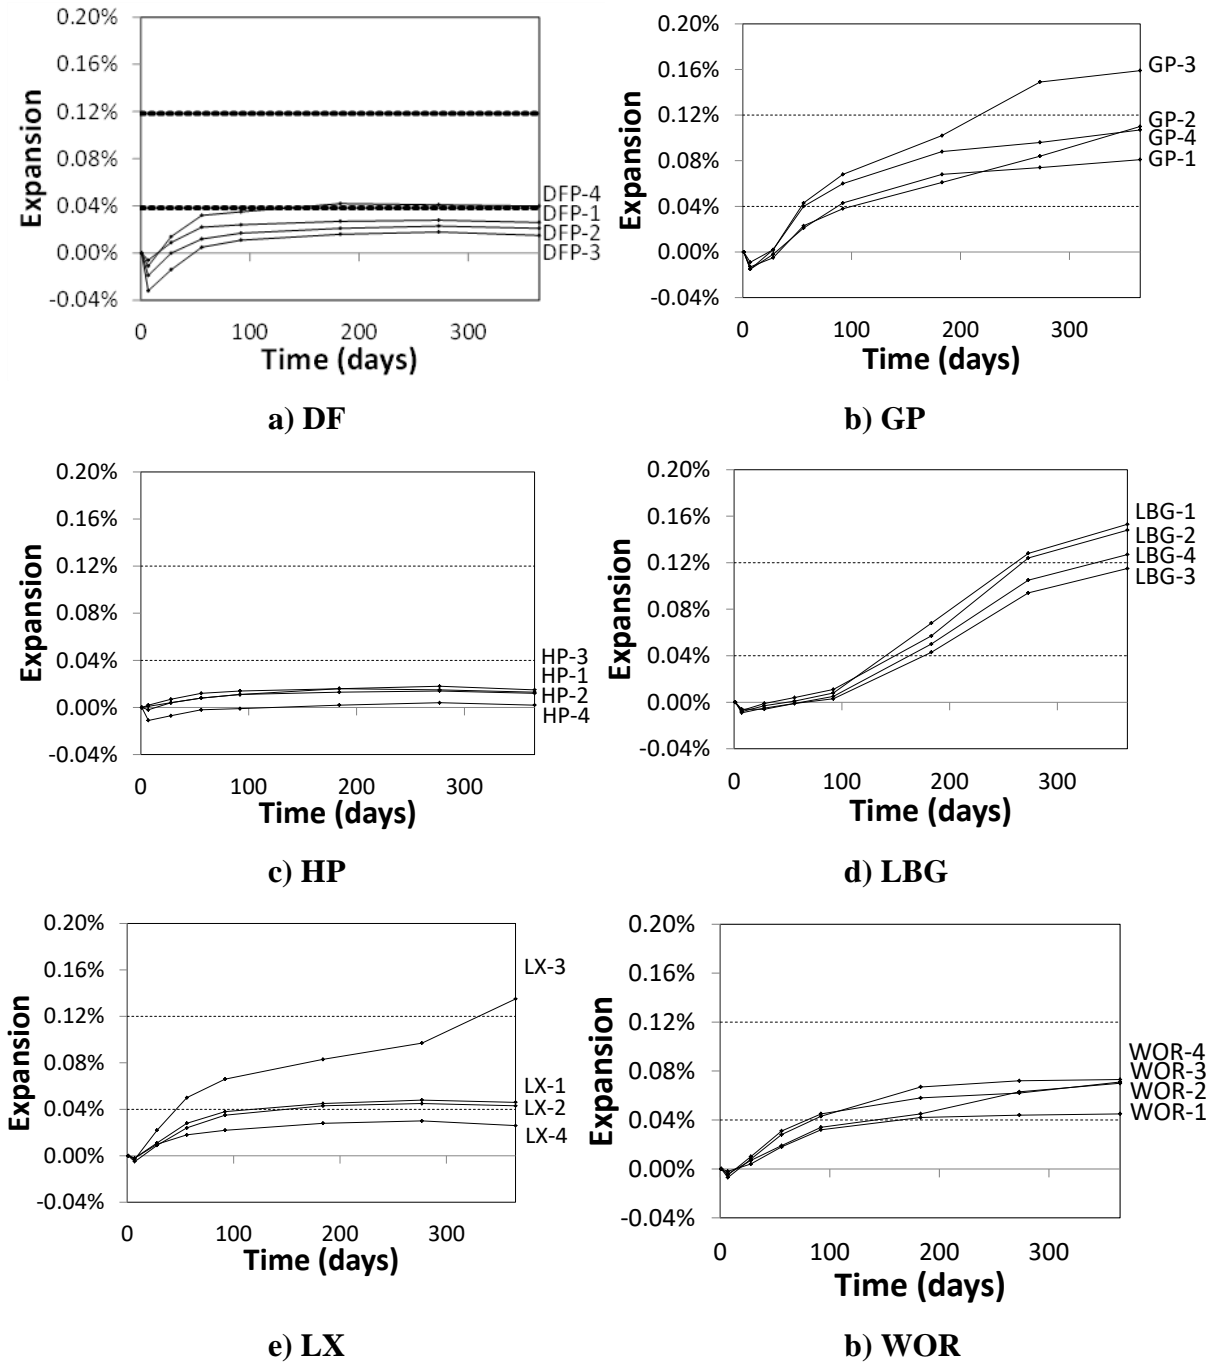 0.20%
0.16%
0.12%
0.08%
0.04%
0.00%
-0.04%
Expansion
0 100 200 300
Time (days)
DFP-4
DFP-1
DFP-2
DFP-3
a) DF
0.20%
0.16%
0.12%
0.08%
0.04%
0.00%
-0.04%
Expansion
0 100 200 300
Time (days)
GP-3
GP-2
GP-4
GP-1
b) GP
0.20%
0.16%
0.12%
0.08%
0.04%
0.00%
-0.04%
Expansion
0 100 200 300
Time (days)
HP-3
HP-1
HP-2
HP-4
c) HP
0.20%
0.16%
0.12%
0.08%
0.04%
0.00%
-0.04%
Expansion
0 100 200 300
Time (days)
LBG-1
LBG-2
LBG-4
LBG-3
d) LBG
0.20%
0.16%
0.12%
0.08%
0.04%
0.00%
-0.04%
Expansion
0 100 200 300
Time (days)
LX-3
LX-1
LX-2
LX-4
e) LX
0.20%
0.16%
0.12%
0.08%
0.04%
0.00%
-0.04%
Expansion
0 100 200 300
Time (days)
WOR-4
WOR-3
WOR-2
WOR-1
b) WOR